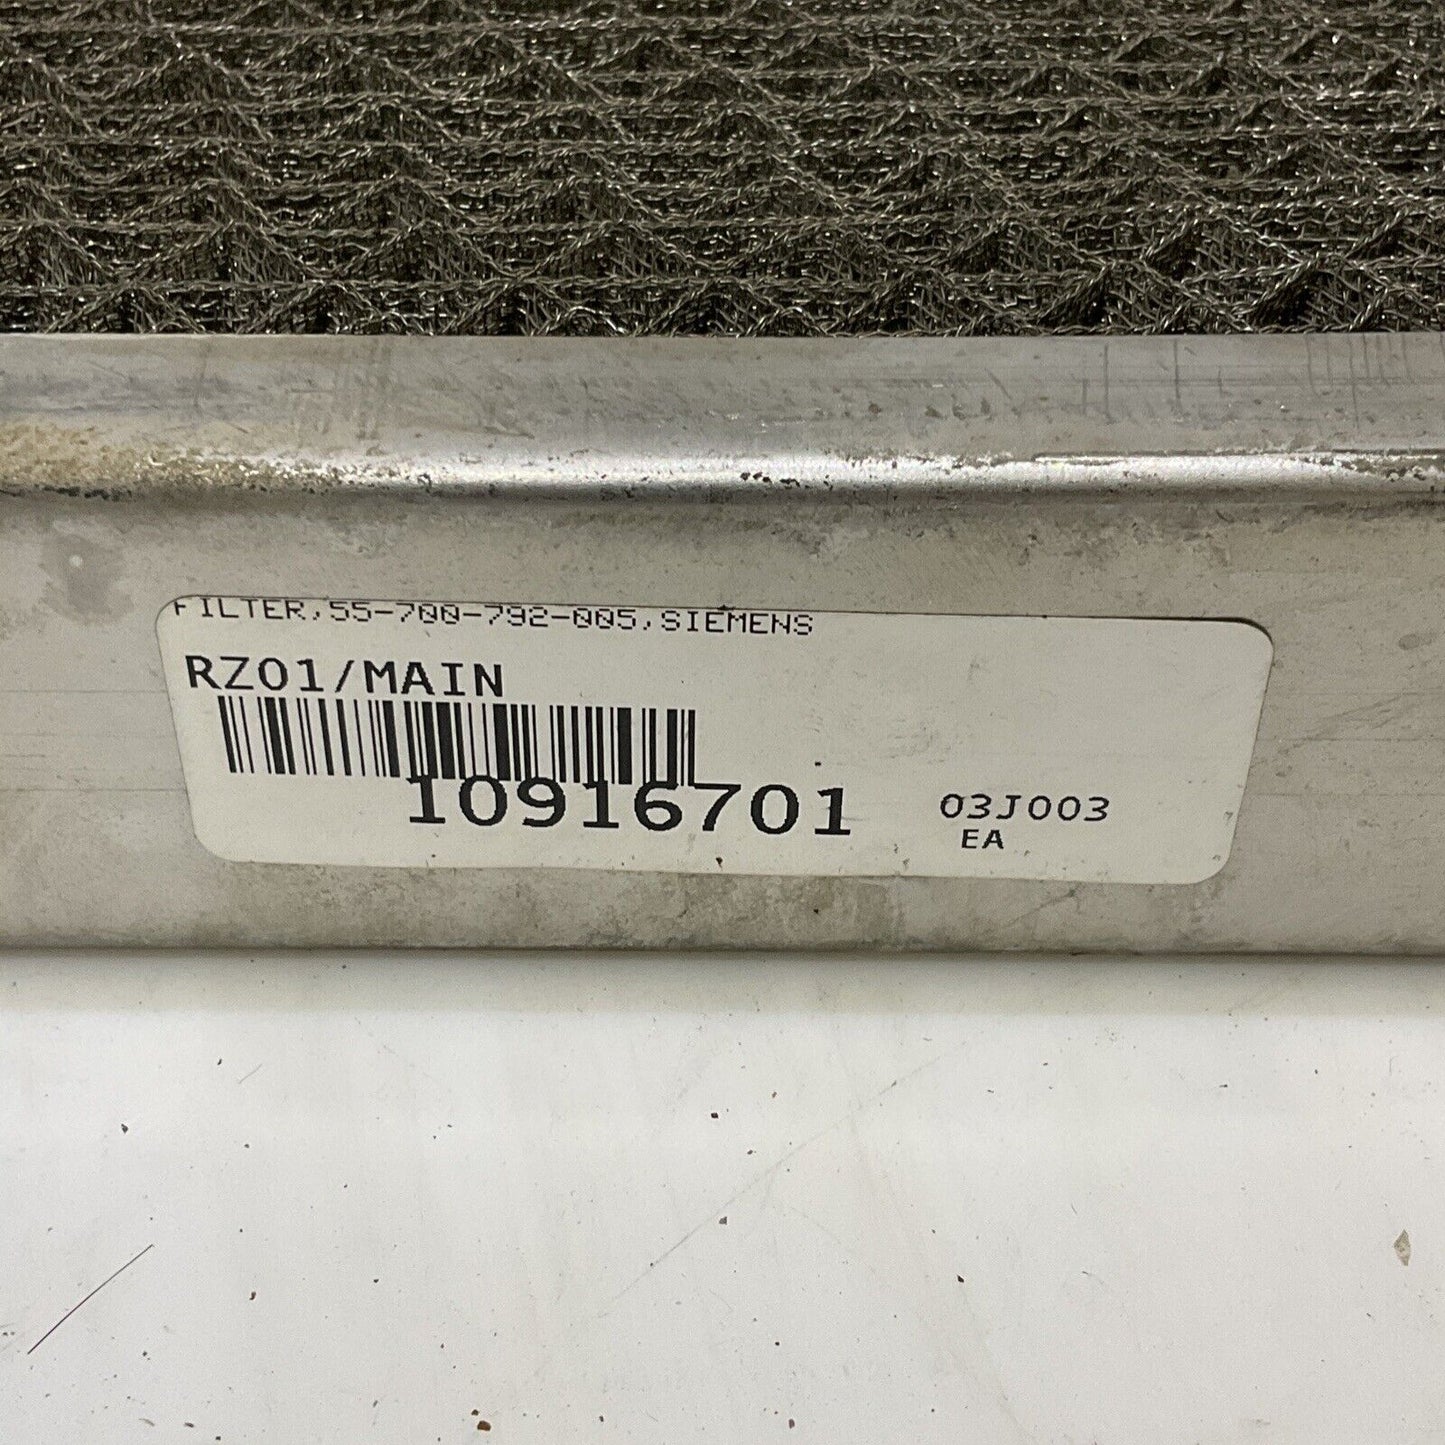 FILTER,55-700-792-005,SIEMENS
RZ01/MAIN
10916701
03J003
EA